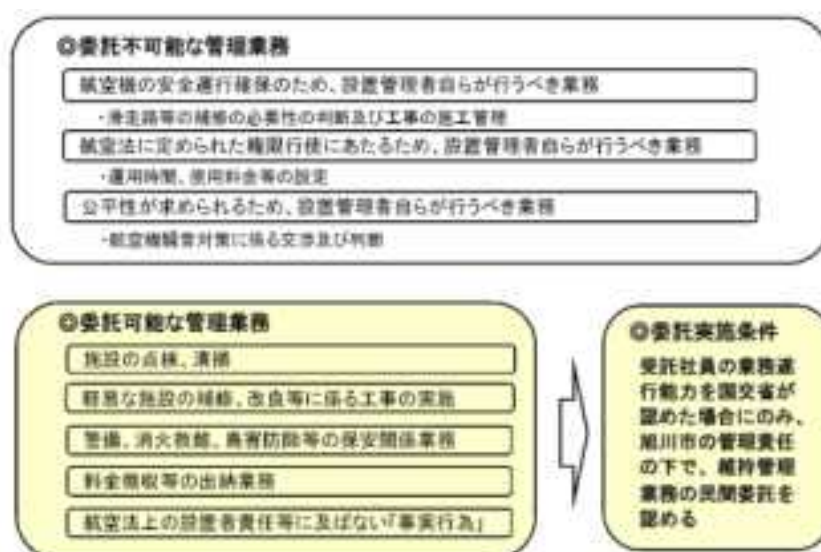 ◎委託不可能な管理業務
航空機の安全運行確保のため、設置管理者自らが行うべき業務
・滑走路等の補修の必要性の判断及び工事の施工管理
航空法に定められた権限行使にあたるため、設置管理者自らが行うべき業務
・運用時間、使用料金等の設定
公平性が求められるため、設置管理者自らが行うべき業務
・航空機騒音対策に係る交渉及び判断
◎委託可能な管理業務
施設の点検、清掃
軽易な施設の補修、改良等に係る工事の実施
警備、消火救難、鳥害防除等の保安関係業務
料金徴収等の出納業務
航空法上の設置者責任等に及ばない「事実行為」
◎委託実施条件
受託社員の業務遂
行能力を国交省が
認めた場合にのみ、
旭川市の管理責任
の下で、維持管理
業務の民間委託を
認める